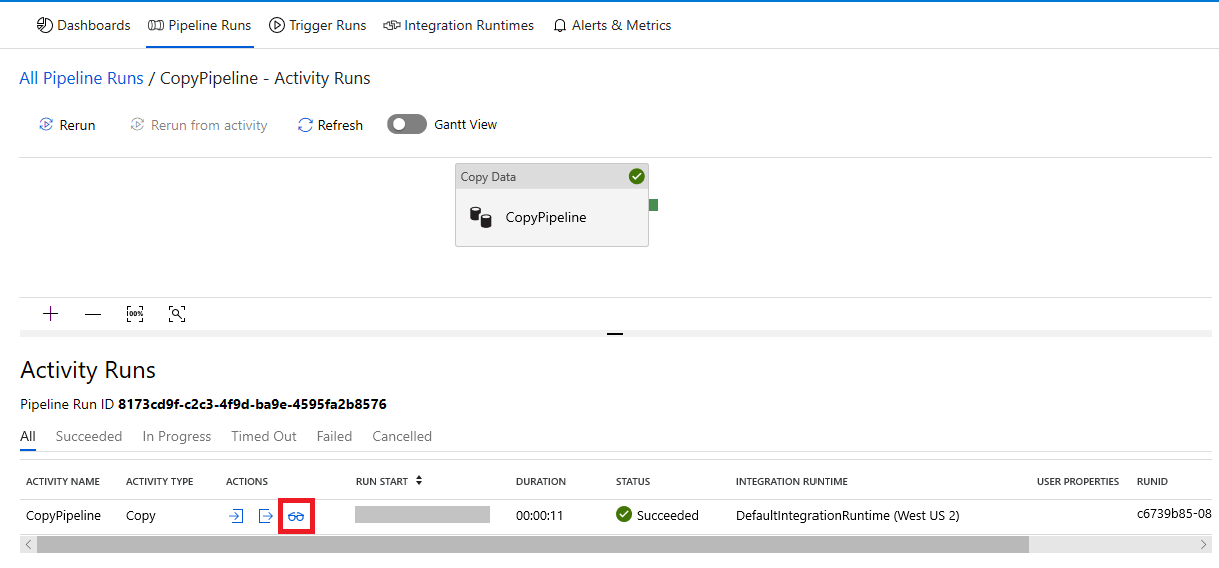 Dashboards Pipeline Runs Trigger Runs Integration Runtimes Alerts & Metrics
All Pipeline Runs / CopyPipeline - Activity Runs
Rerun Rerun from activity Refresh Gantt View
Copy Data
CopyPipeline
100%
Activity Runs
Pipeline Run ID 8173cd9f-c2c3-4f9d-ba9e-4595fa2b8576
All Succeeded In Progress Timed Out Failed Cancelled
ACTIVITY NAME ACTIVITY TYPE ACTIONS RUN START DURATION STATUS INTEGRATION RUNTIME USER PROPERTIES RUNID
CopyPipeline Copy 00:00:11 Succeeded DefaultIntegrationRuntime (West US 2) c6739b85-08